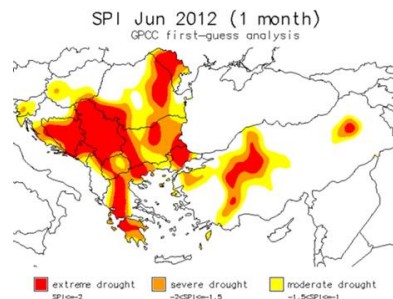 SPI Jun 2012 (1 month)
GPCC first-guess analysis
extreme drought
SPI<=-2
severe drought
-2<SPI<=-1.5
moderate drought
-1.5<SPI<=-1